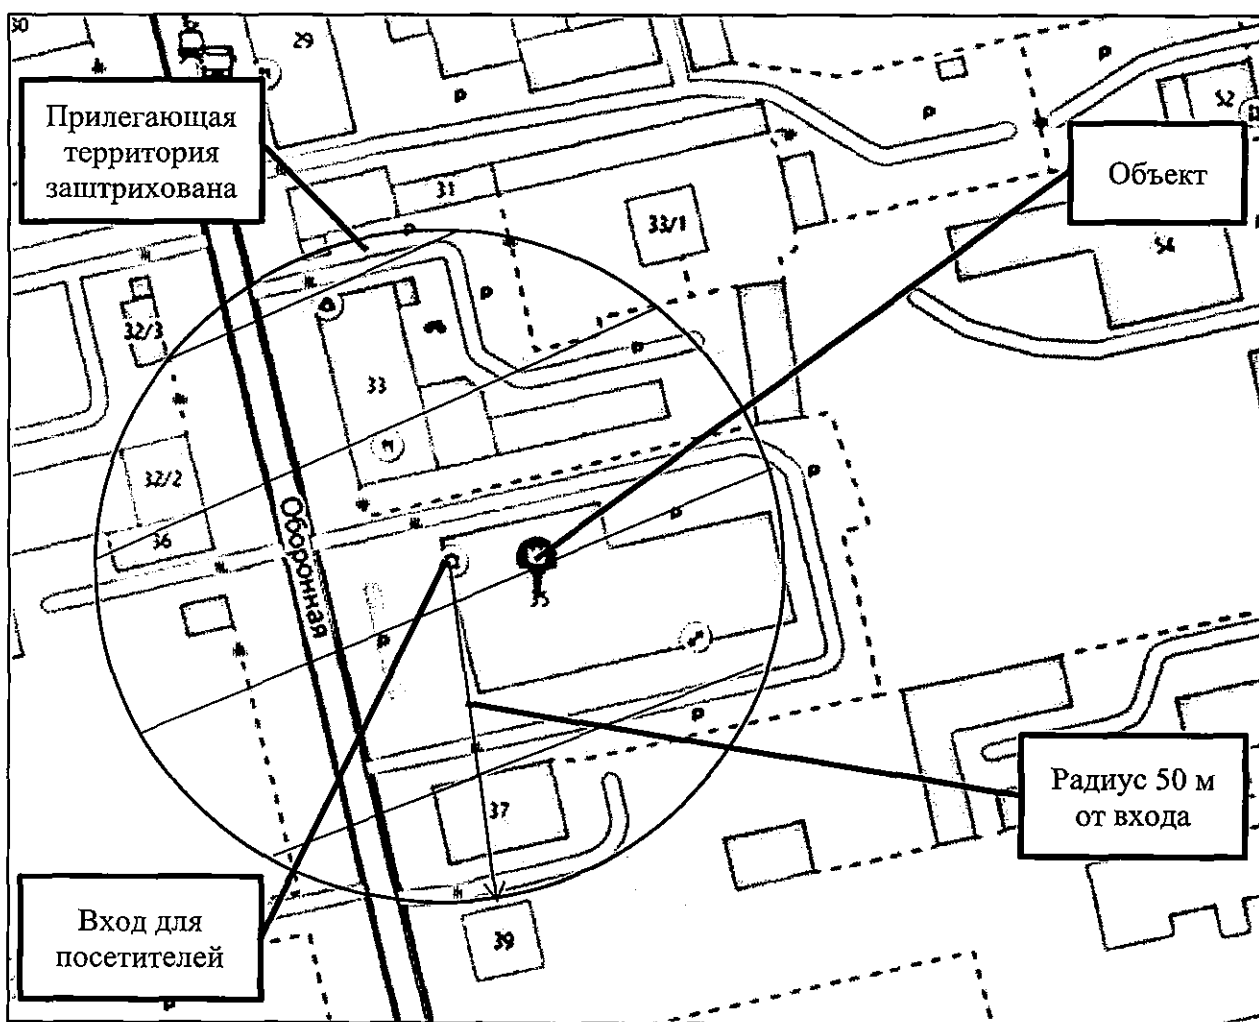 30
29
52
Прилегающая
территория
заштрихована
Объект
31
33/1
54
32/3
33
32/2
36
Оборонная
35
37
Радиус 50 м
от входа
Вход для
посетителей
39